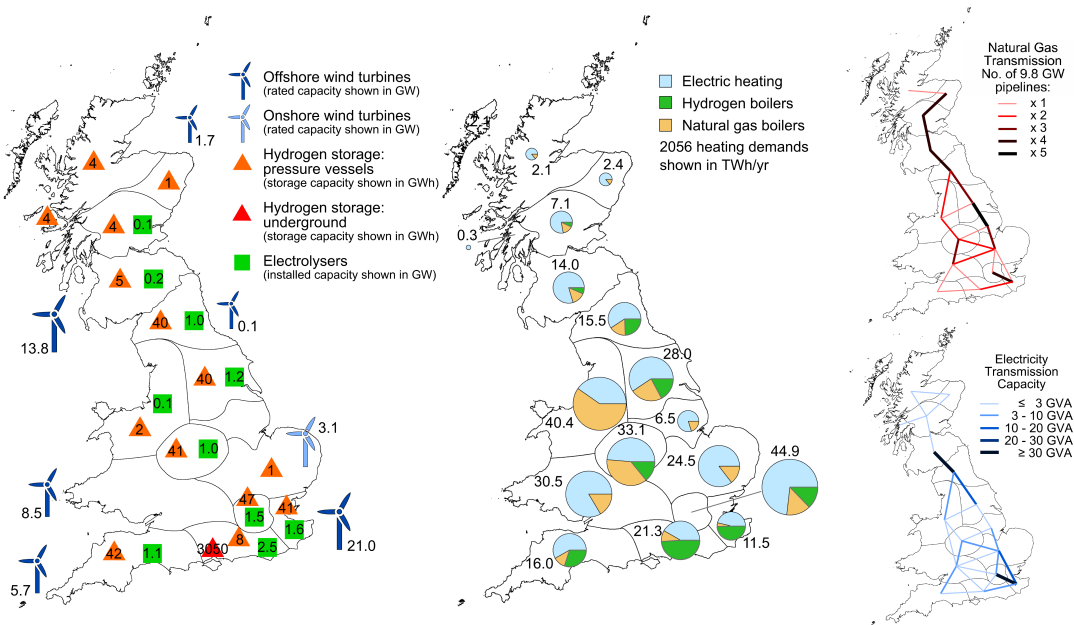 Offshore wind turbines
(rated capacity shown in GW)
Onshore wind turbines
(rated capacity shown in GW)
Hydrogen storage:
pressure vessels
(storage capacity shown in GWh)
Hydrogen storage:
underground
(storage capacity shown in GWh)
Electrolysers
(installed capacity shown in GW)
1.7
4
1
4
4
0.1
5
0.2
13.8
40
1.0
0.1
40
1.2
0.1
2
41
1.0
3.1
1
8.5
47
41
1.5
1.6
21.0
8
2.5
3050
42
1.1
5.7
Electric heating
Hydrogen boilers
Natural gas boilers
2056 heating demands
shown in TWh/yr
2.1
2.4
7.1
0.3
14.0
15.5
28.0
40.4
6.5
33.1
24.5
44.9
30.5
21.3
11.5
16.0
Natural Gas
Transmission
No. of 9.8 GW
pipelines:
x 1
x 2
x 3
x 4
x 5
Electricity
Transmission
Capacity
≤ 3 GVA
3 - 10 GVA
10 - 20 GVA
20 - 30 GVA
≥ 30 GVA